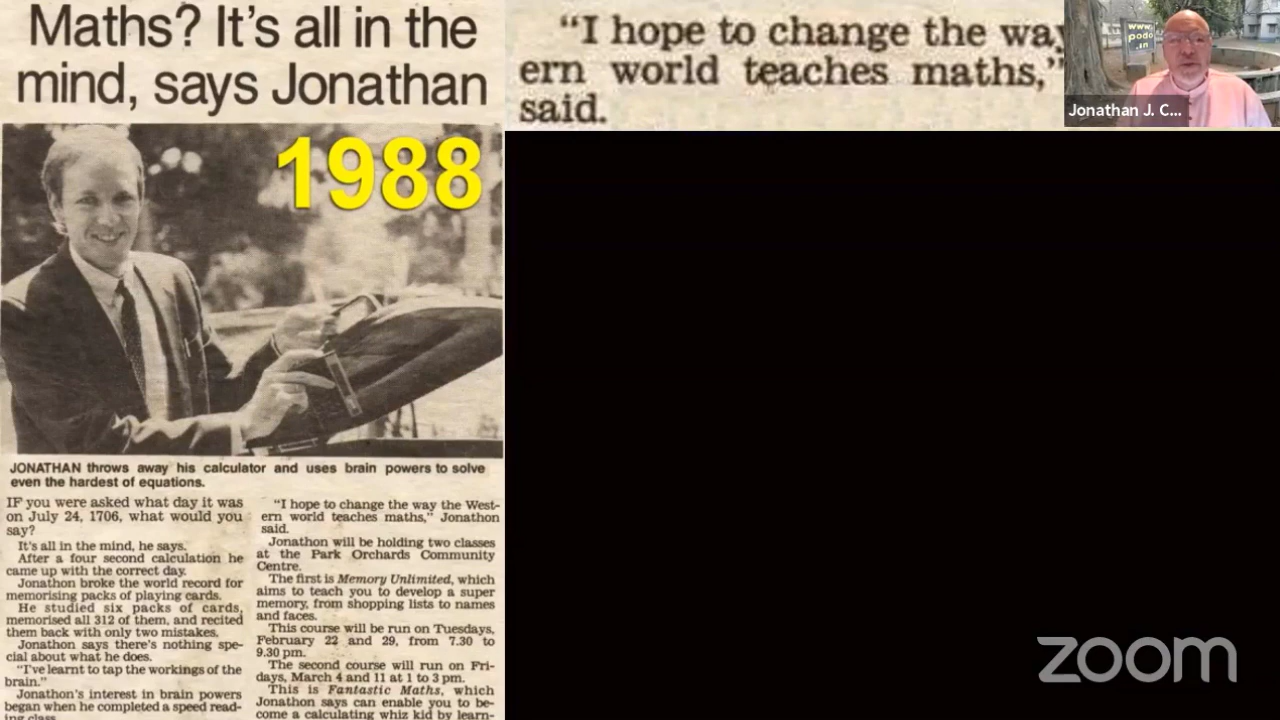 Maths? It's all in the
mind, says Jonathan
1988
JONATHAN throws away his calculator and uses brain powers to solve
even the hardest of equations.
IF you were asked what day it was
on July 24, 1706, what would you
say?
It's all in the mind, he says.
After a four second calculation he
came up with the correct day.
Jonathon broke the world record for
memorising packs of playing cards.
He studied six packs of cards,
memorised all 312 of them, and recited
them back with only two mistakes.
Jonathon says there's nothing spe-
cial about what he does.
"I've learnt to tap the workings of the
brain."
Jonathon's interest in brain powers
began when he completed a speed read-
ing class
"I hope to change the way the West-
ern world teaches maths," Jonathon
said.
Jonathon will be holding two classes
at the Park Orchards Community
Centre.
The first is Memory Unlimited, which
aims to teach you to develop a super
memory, from shopping lists to names
and faces.
This course will be run on Tuesdays,
February 22 and 29, from 7.30 to
9.30 pm.
The second course will run on Fri-
days, March 4 and 11 at 1 to 3 pm.
This is Fantastic Maths, which
Jonathon says can enable you to be-
come a calculating whiz kid by learn-
"I hope to change the way
ern world teaches maths,"
said.
www.
podo
.in
Jonathan J. C...
zoom